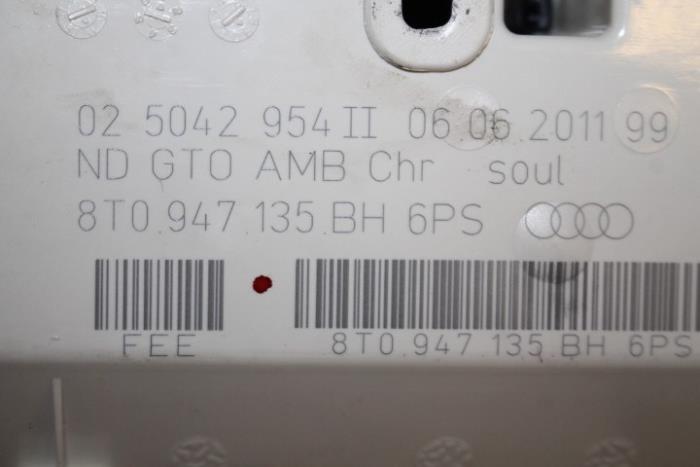 02 5042 954 II 06 06 2011 99
ND GTO AMB Chr soul
8T0.947.135.BH 6PS
FEE
8T0.947.135.BH 6PS